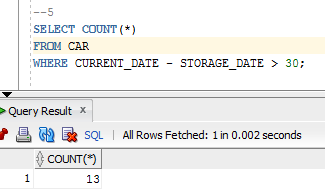 --5
SELECT COUNT(*)
FROM CAR
WHERE CURRENT_DATE - STORAGE_DATE > 30;
Query Result x
SQL | All Rows Fetched: 1 in 0.002 seconds
COUNT(*)
1 13